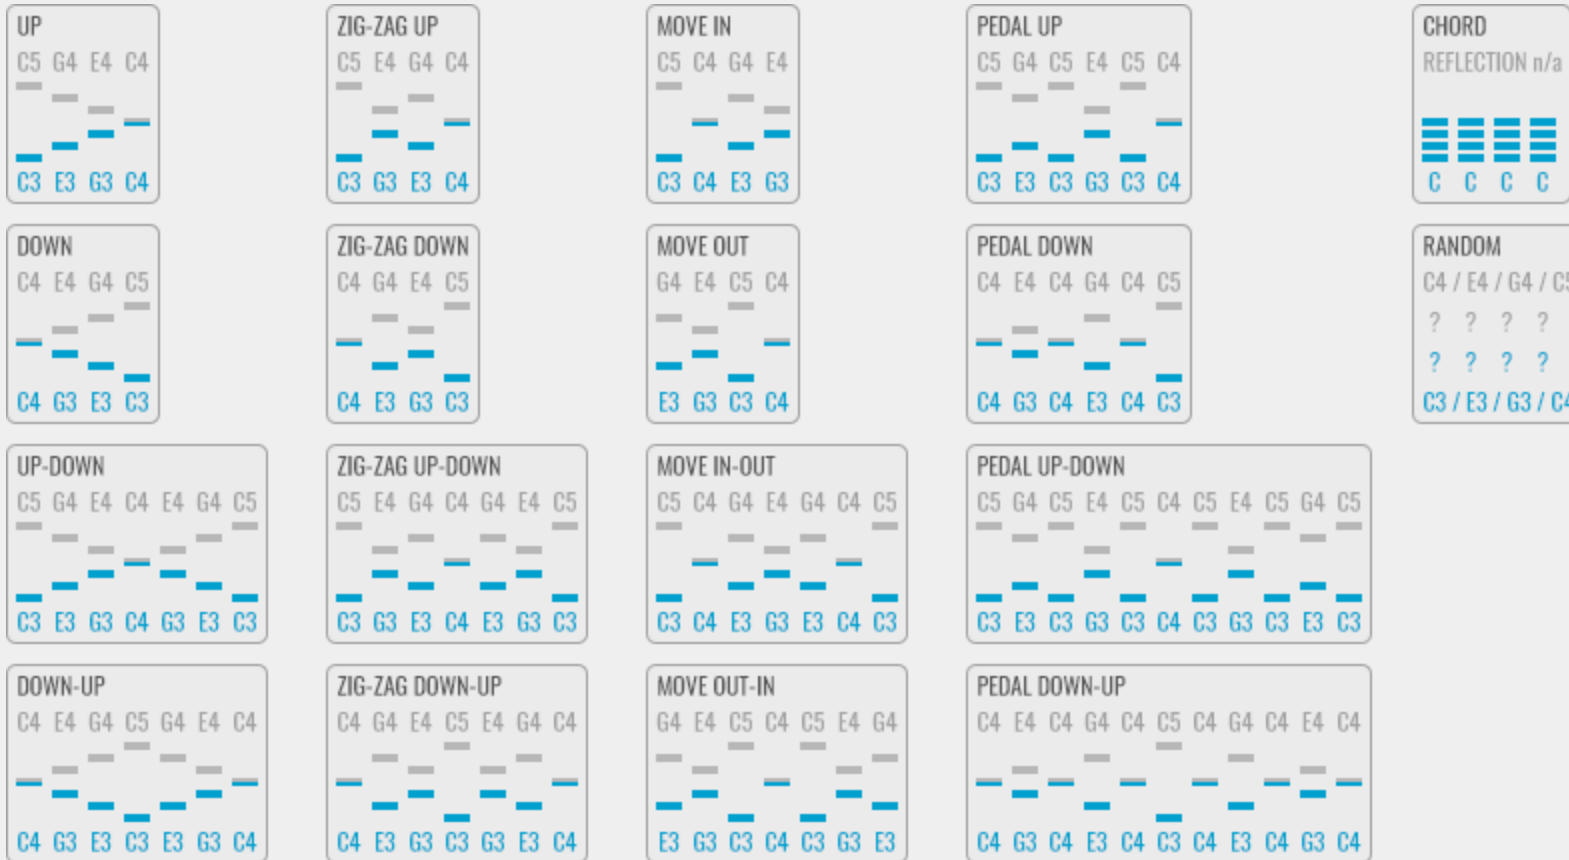 UP
C5 G4 E4 C4
C3 E3 G3 C4
ZIG-ZAG UP
C5 E4 G4 C4
C3 G3 E3 C4
MOVE IN
C5 C4 G4 E4
C3 C4 E3 G3
PEDAL UP
C5 G4 C5 E4 C5 C4
C3 E3 C3 G3 C3 C4
CHORD
REFLECTION n/a
C C C C
DOWN
C4 E4 G4 C5
C4 G3 E3 C3
ZIG-ZAG DOWN
C4 G4 E4 C5
C4 E3 G3 C3
MOVE OUT
G4 E4 C5 C4
E3 G3 C3 C4
PEDAL DOWN
C4 E4 C4 G4 C4 C5
C4 G3 C4 E3 C4 C3
RANDOM
C4 / E4 / G4 / C5
? ? ? ?
? ? ? ?
C3 / E3 / G3 / C4
UP-DOWN
C5 G4 E4 C4 E4 G4 C5
C3 E3 G3 C4 G3 E3 C3
ZIG-ZAG UP-DOWN
C5 E4 G4 C4 G4 E4 C5
C3 G3 E3 C4 E3 G3 C3
MOVE IN-OUT
C5 C4 G4 E4 G4 C4 C5
C3 C4 E3 G3 E3 C4 C3
PEDAL UP-DOWN
C5 G4 C5 E4 C5 C4 C5 E4 C5 G4 C5
C3 E3 C3 G3 C3 C4 C3 G3 C3 E3 C3
DOWN-UP
C4 E4 G4 C5 G4 E4 C4
C4 G3 E3 C3 E3 G3 C4
ZIG-ZAG DOWN-UP
C4 G4 E4 C5 E4 G4 C4
C4 E3 G3 C3 G3 E3 C4
MOVE OUT-IN
G4 E4 C5 C4 C5 E4 G4
E3 G3 C3 C4 C3 G3 E3
PEDAL DOWN-UP
C4 E4 C4 G4 C4 C5 C4 G4 C4 E4 C4
C4 G3 C4 E3 C4 C3 C4 E3 C4 G3 C4